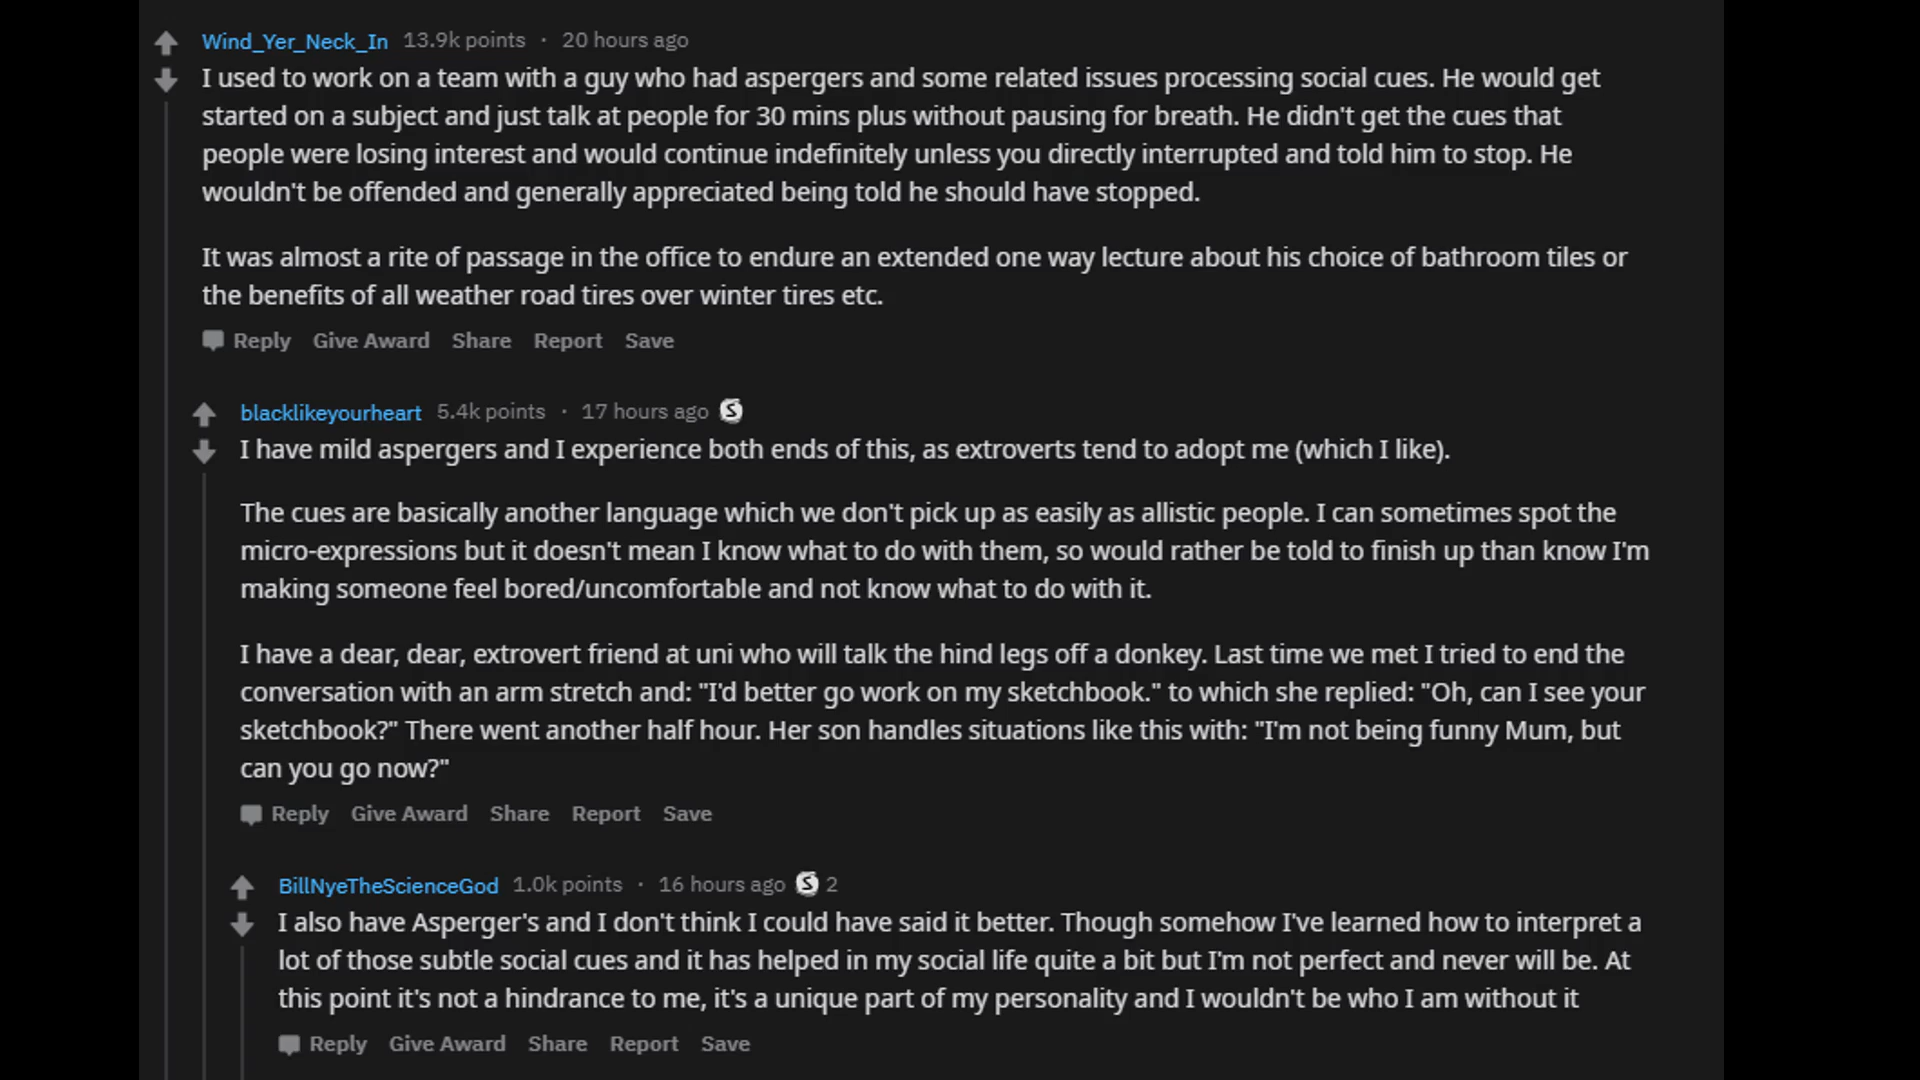 Wind_Yer_Neck_In 13.9k points · 20 hours ago
I used to work on a team with a guy who had aspergers and some related issues processing social cues. He would get
started on a subject and just talk at people for 30 mins plus without pausing for breath. He didn't get the cues that
people were losing interest and would continue indefinitely unless you directly interrupted and told him to stop. He
wouldn't be offended and generally appreciated being told he should have stopped.
It was almost a rite of passage in the office to endure an extended one way lecture about his choice of bathroom tiles or
the benefits of all weather road tires over winter tires etc.
Reply Give Award Share Report Save
blacklikeyourheart 5.4k points · 17 hours ago S
I have mild aspergers and I experience both ends of this, as extroverts tend to adopt me (which I like).
The cues are basically another language which we don't pick up as easily as allistic people. I can sometimes spot the
micro-expressions but it doesn't mean I know what to do with them, so would rather be told to finish up than know I'm
making someone feel bored/uncomfortable and not know what to do with it.
I have a dear, dear, extrovert friend at uni who will talk the hind legs off a donkey. Last time we met I tried to end the
conversation with an arm stretch and: "I'd better go work on my sketchbook." to which she replied: "Oh, can I see your
sketchbook?" There went another half hour. Her son handles situations like this with: "I'm not being funny Mum, but
can you go now?"
Reply Give Award Share Report Save
BillNyeTheScienceGod 1.0k points · 16 hours ago S 2
I also have Asperger's and I don't think I could have said it better. Though somehow I've learned how to interpret a
lot of those subtle social cues and it has helped in my social life quite a bit but I'm not perfect and never will be. At
this point it's not a hindrance to me, it's a unique part of my personality and I wouldn't be who I am without it
Reply Give Award Share Report Save